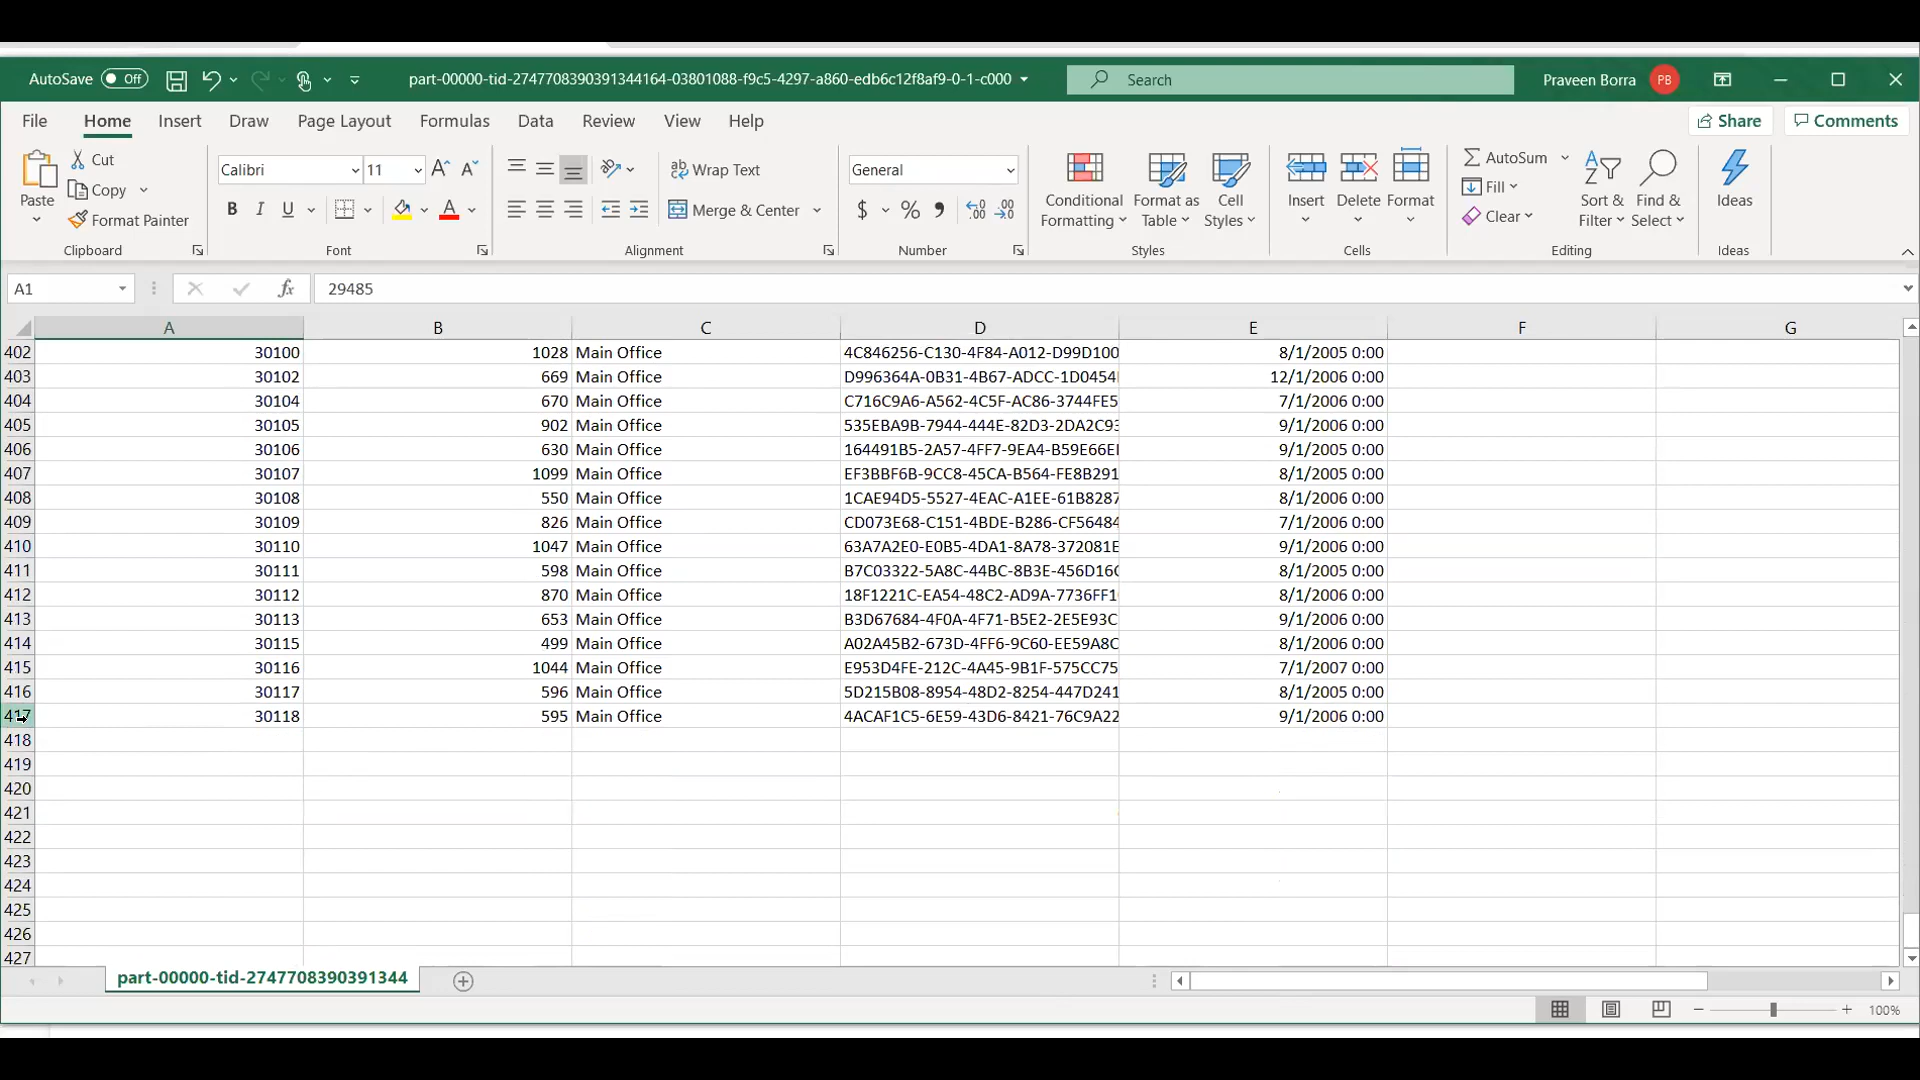 AutoSave Off part-00000-tid-2747708390391344164-03801088-f9c5-4297-a860-edb6c12f8af9-0-1-c000 Search Praveen Borra PB
File Home Insert Draw Page Layout Formulas Data Review View Help Share Comments
Paste Cut Copy Format Painter Clipboard
Calibri 11 A A B I U A Font
ab Wrap Text Merge & Center Alignment
General $ % , Number
Conditional Formatting Format as Table Cell Styles Styles
Insert Delete Format Cells
AutoSum Fill Clear Sort & Filter Find & Select Editing
Ideas Ideas
A1 fx 29485
A B C D E F G
402 30100 1028 Main Office 4C846256-C130-4F84-A012-D99D100 8/1/2005 0:00
403 30102 669 Main Office D996364A-0B31-4B67-ADCC-1D0454 12/1/2006 0:00
404 30104 670 Main Office C716C9A6-A562-4C5F-AC86-3744FE5 7/1/2006 0:00
405 30105 902 Main Office 535EBA9B-7944-444E-82D3-2DA2C93 9/1/2006 0:00
406 30106 630 Main Office 164491B5-2A57-4FF7-9EA4-B59E66E 9/1/2005 0:00
407 30107 1099 Main Office EF3BBF6B-9CC8-45CA-B564-FE8B291 8/1/2005 0:00
408 30108 550 Main Office 1CAE94D5-5527-4EAC-A1EE-61B8287 8/1/2006 0:00
409 30109 826 Main Office CD073E68-C151-4BDE-B286-CF56484 7/1/2006 0:00
410 30110 1047 Main Office 63A7A2E0-E0B5-4DA1-8A78-372081E 9/1/2006 0:00
411 30111 598 Main Office B7C03322-5A8C-44BC-8B3E-456D16C 8/1/2005 0:00
412 30112 870 Main Office 18F1221C-EA54-48C2-AD9A-7736FF1 8/1/2006 0:00
413 30113 653 Main Office B3D67684-4F0A-4F71-B5E2-2E5E93C 9/1/2006 0:00
414 30115 499 Main Office A02A45B2-673D-4FF6-9C60-EE59A8C 8/1/2006 0:00
415 30116 1044 Main Office E953D4FE-212C-4A45-9B1F-575CC75 7/1/2007 0:00
416 30117 596 Main Office 5D215B08-8954-48D2-8254-447D241 8/1/2005 0:00
417 30118 595 Main Office 4ACAF1C5-6E59-43D6-8421-76C9A22 9/1/2006 0:00
418
419
420
421
422
423
424
425
426
427
part-00000-tid-2747708390391344
100%